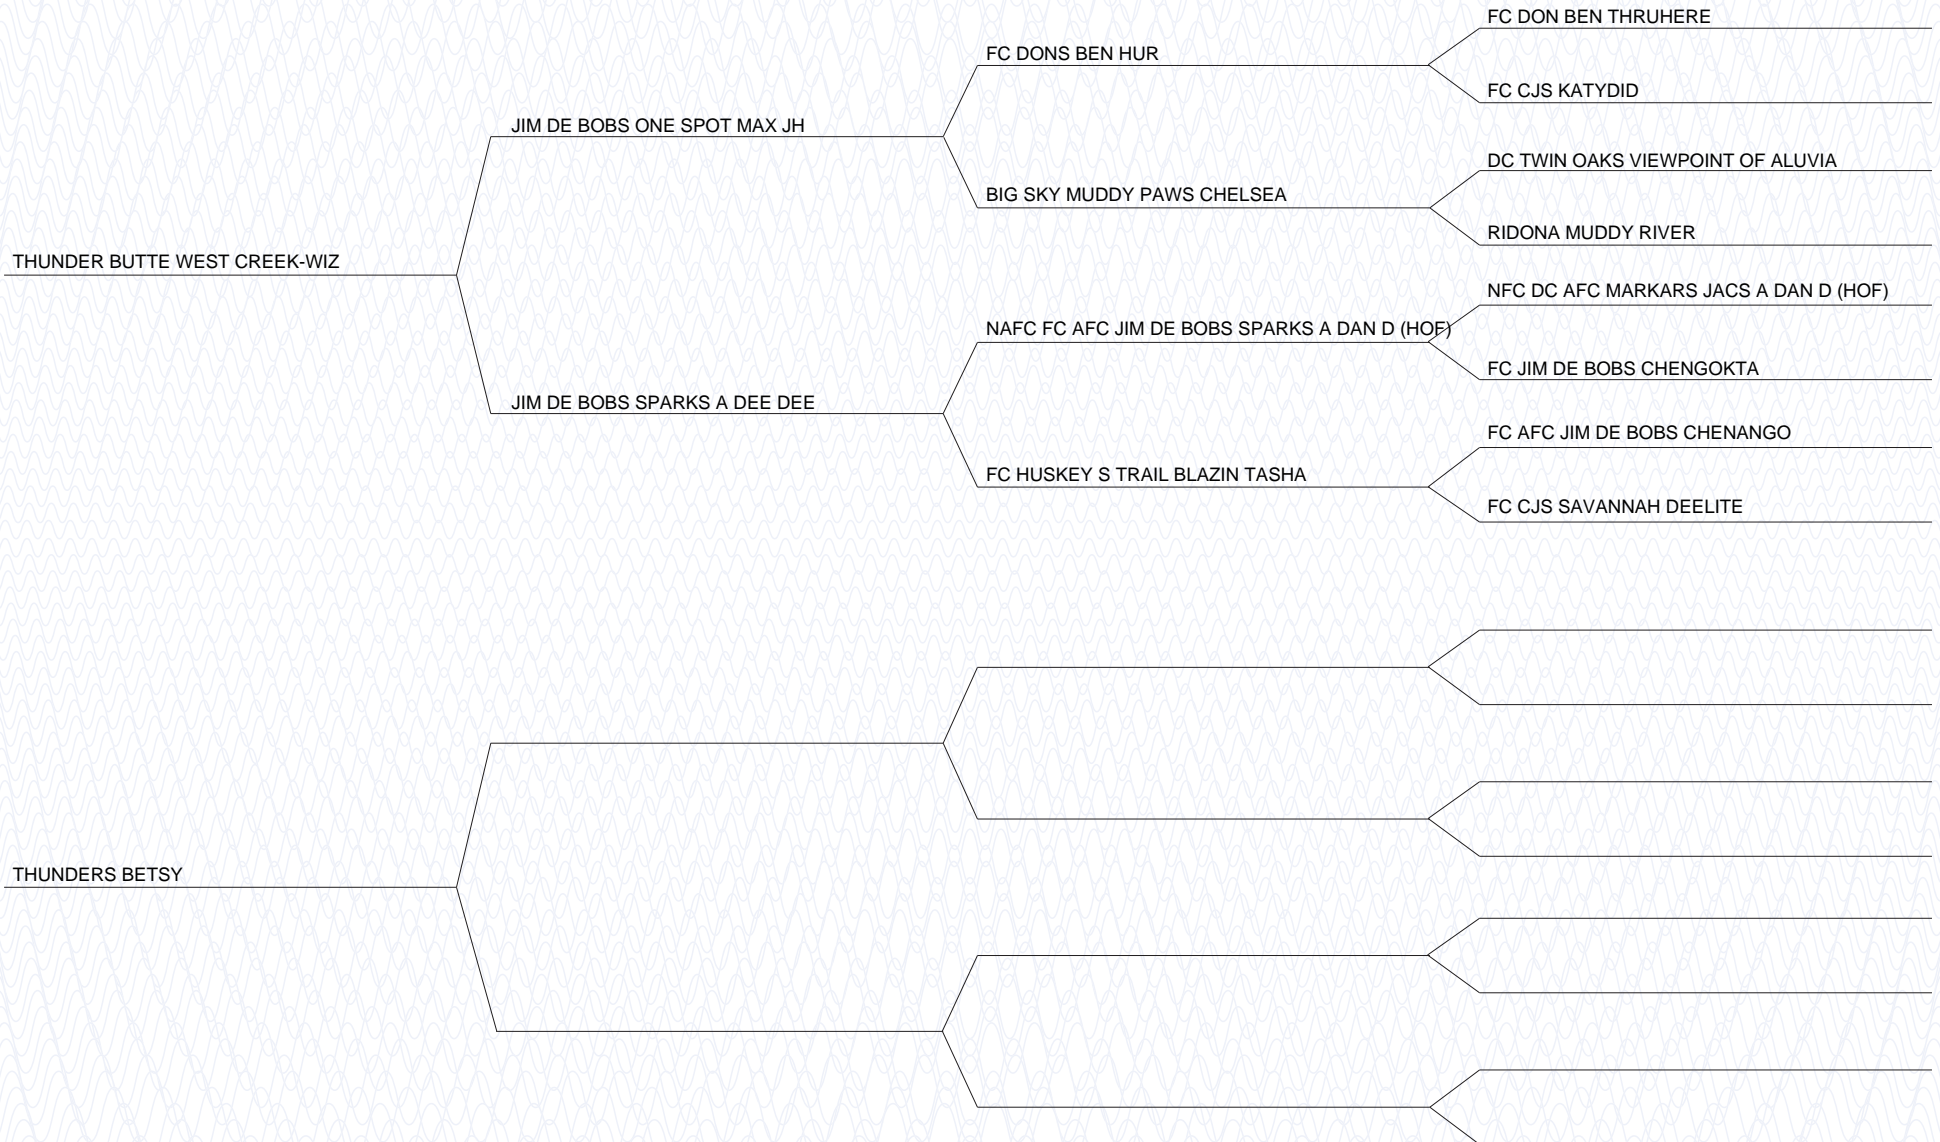 FC DON BEN THRUHERE
FC DONS BEN HUR
FC CJS KATYDID
JIM DE BOBS ONE SPOT MAX JH
DC TWIN OAKS VIEWPOINT OF ALUVIA
BIG SKY MUDDY PAWS CHELSEA
RIDONA MUDDY RIVER
THUNDER BUTTE WEST CREEK-WIZ
NFC DC AFC MARKARS JACS A DAN D (HOF)
NAFC FC AFC JIM DE BOBS SPARKS A DAN D (HOF)
FC JIM DE BOBS CHENGOKTA
JIM DE BOBS SPARKS A DEE DEE
FC AFC JIM DE BOBS CHENANGO
FC HUSKEY S TRAIL BLAZIN TASHA
FC CJS SAVANNAH DEELITE
THUNDERS BETSY